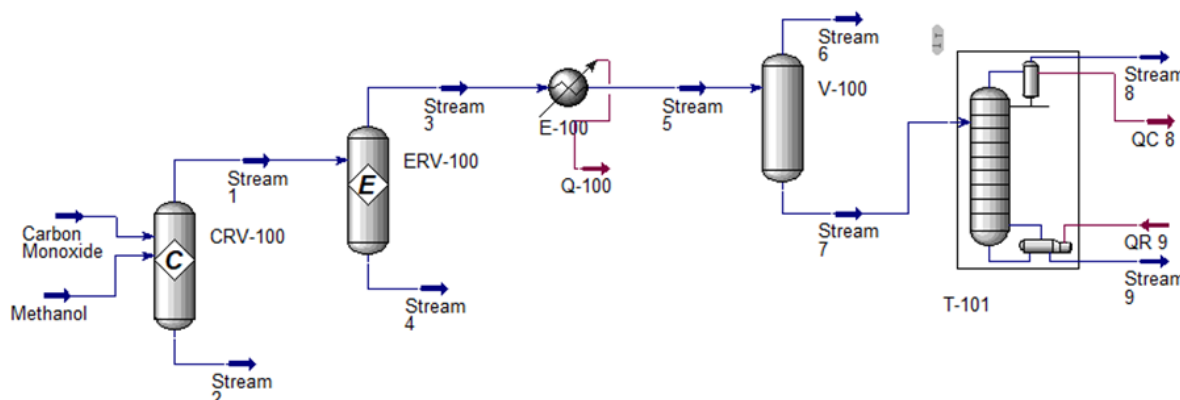 Carbon
Monoxide
Methanol
C
CRV-100
Stream
1
Stream
2
E
ERV-100
Stream
3
Stream
4
E-100
Q-100
Stream
5
Stream
6
V-100
Stream
7
T-101
Stream
8
QC 8
QR 9
Stream
9